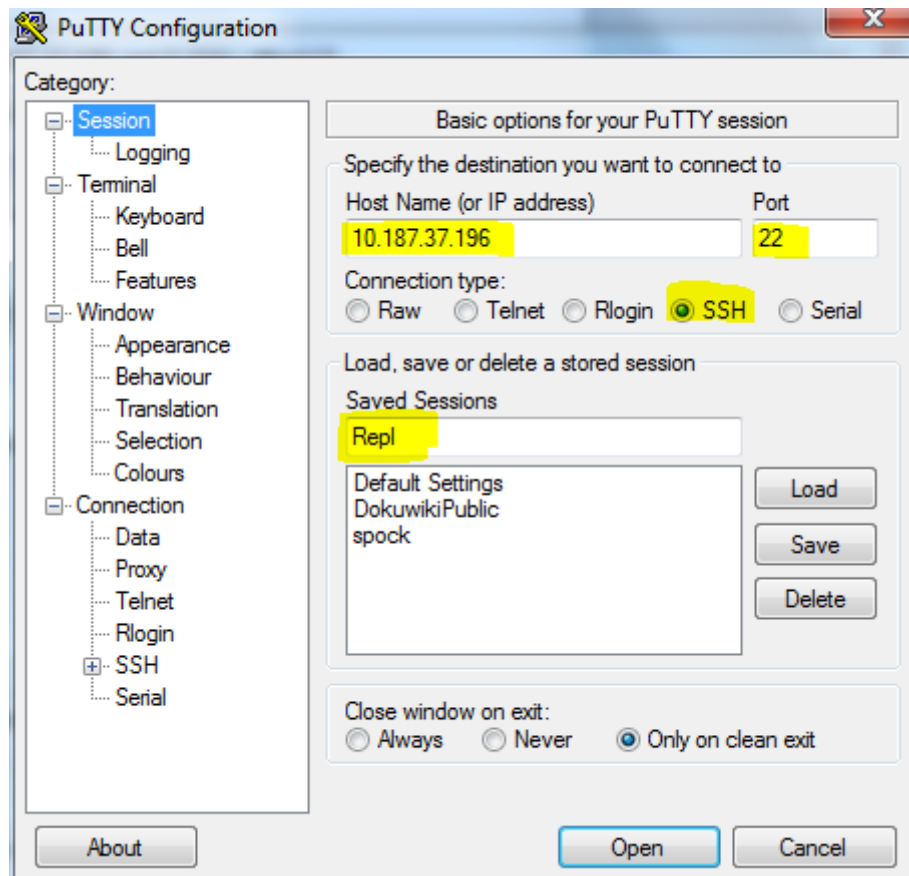 PuTTY Configuration
Category:
Session
Logging
Terminal
Keyboard
Bell
Features
Window
Appearance
Behaviour
Translation
Selection
Colours
Connection
Data
Proxy
Telnet
Rlogin
SSH
Serial
Basic options for your PuTTY session
Specify the destination you want to connect to
Host Name (or IP address) Port
10.187.37.196 22
Connection type:
Raw Telnet Rlogin SSH Serial
Load, save or delete a stored session
Saved Sessions
Repl
Default Settings
DokuwikiPublic
spock
Load
Save
Delete
Close window on exit:
Always Never Only on clean exit
About Open Cancel